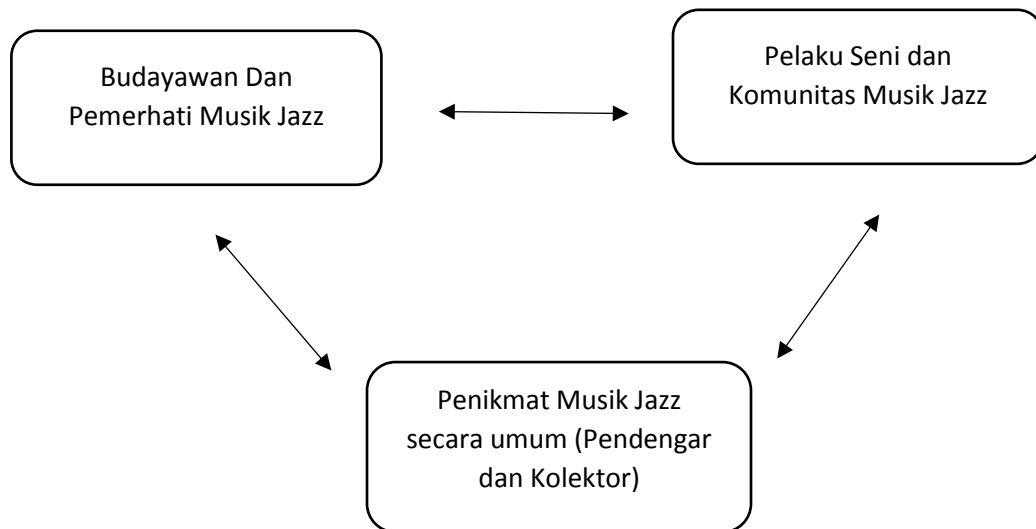 Budayawan Dan
Pemerhati Musik Jazz
Pelaku Seni dan
Komunitas Musik Jazz
Penikmat Musik Jazz
secara umum (Pendengar
dan Kolektor)